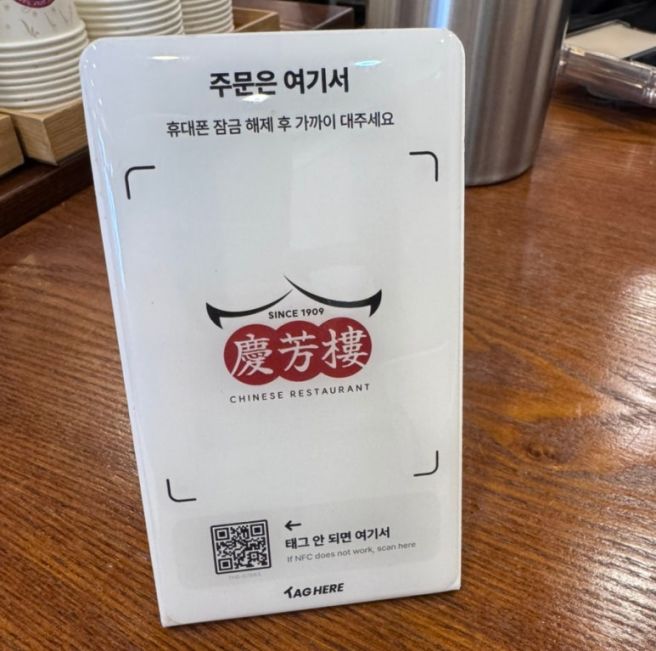 주문은 여기서
휴대폰 잠금 해제 후 가까이 대주세요
SINCE 1909
慶芳樓
CHINESE RESTAURANT
태그 안 되면 여기서
If NFC does not work, scan here
TAG HERE